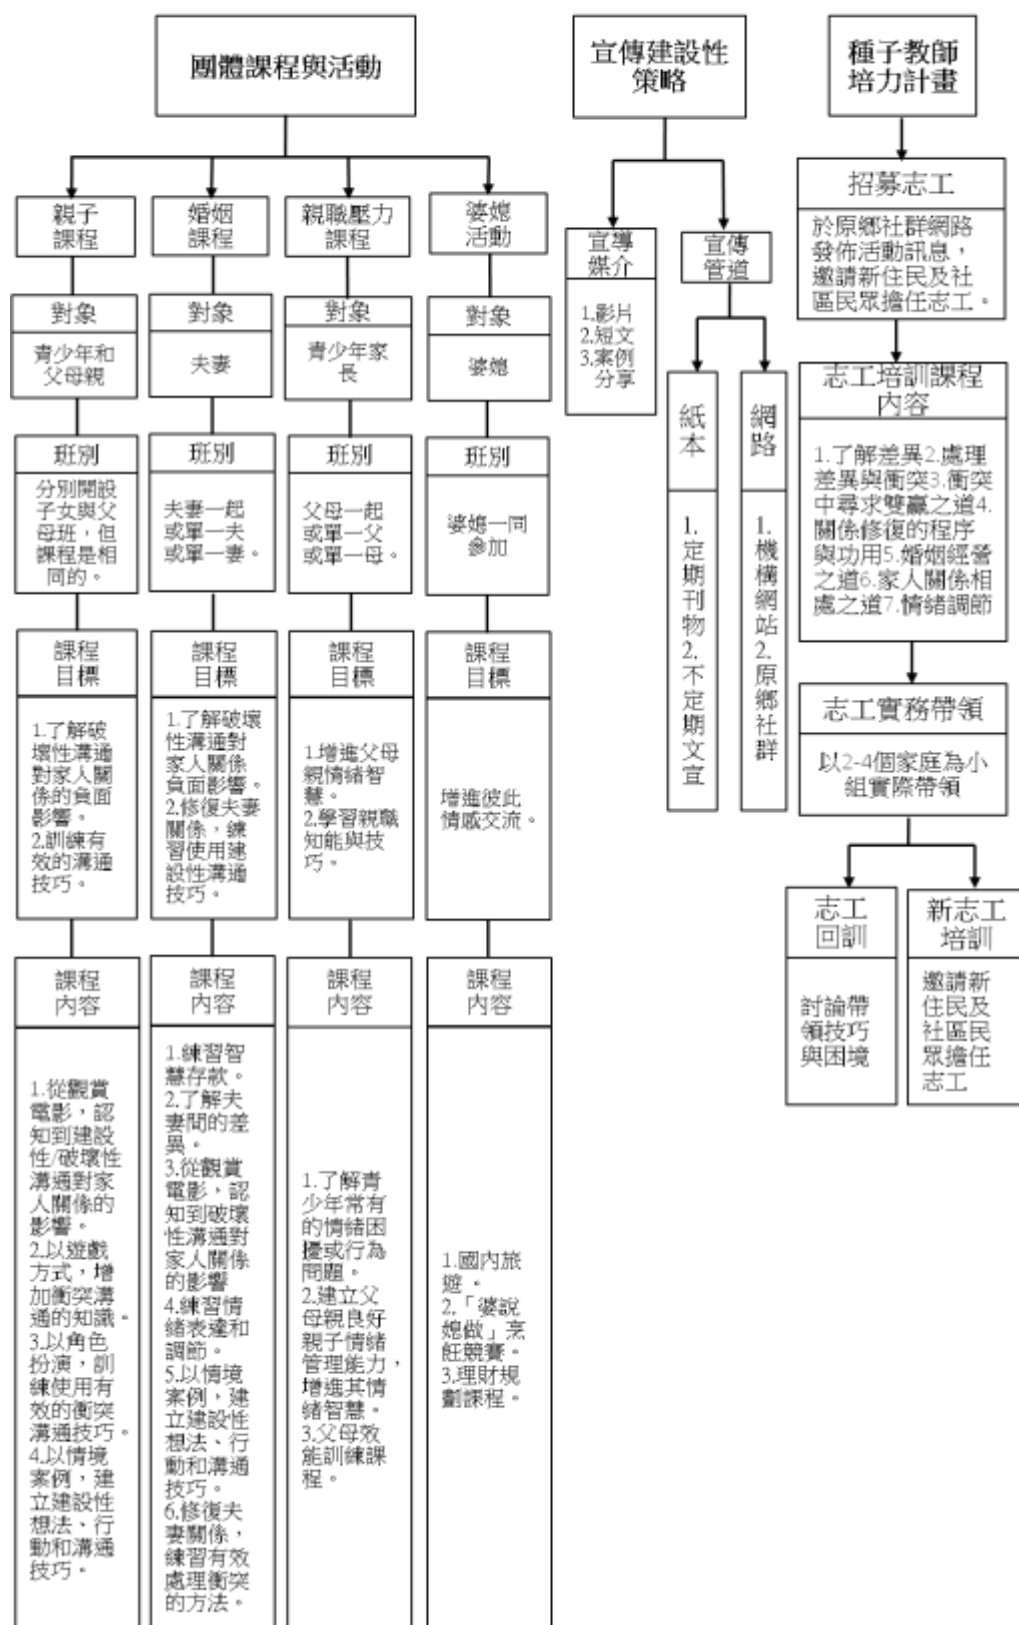 團體課程與活動
親子
課程
對象
青少年和
父母親
班別
分別開設
子女與父
母班，但
課程是相
同的。
課程
目標
1.了解破
壞性溝通
對家人關
係的負面
影響。
2.訓練有
效的溝通
技巧。
課程
內容
1.從觀賞
電影，認
知到建設
性/破壞性
溝通對家
人關係的
影響。
2.以遊戲
方式，增
加衝突溝
通的知識。
3.以角色
扮演，訓
練使用有
效的衝突
溝通技巧。
4.以情境
案例，建
立建設性
想法、行
動和溝通
技巧。
婚姻
課程
對象
夫妻
班別
夫妻一起
或單一夫
或單一妻。
課程
目標
1.了解破壞
性溝通對
家人關係
負面影響。
2.修復夫妻
關係，練
習使用建
設性溝通
技巧。
課程
內容
1.練習智
慧存款。
2.了解夫
妻間的差
異。
3.從觀賞
電影，認
知到破壞
性溝通對
家人關係
的影響
4.練習情
緒表達和
調節。
5.以情境
案例，建
立建設性
想法、行
動和溝通
技巧。
6.修復夫
妻關係，
練習有效
處理衝突
的方法。
親職壓力
課程
對象
青少年家
長
班別
父母一起
或單一父
或單一母。
課程
目標
1.增進父母
親情緒智
慧。
2.學習親職
知能與技
巧。
課程
內容
1.了解青
少年常有
的情緒困
擾或行為
問題。
2.建立父
母親良好
親子情緒
管理能力，
增進其情
緒智慧。
3.父母效
能訓練課
程。
婆媳
活動
對象
婆媳
班別
婆媳一同
參加
課程
目標
增進彼此
情感交流。
課程
內容
1.國內旅
遊。
2.「婆說
媳做」烹
飪競賽。
3.理財規
劃課程。
宣傳建設性
策略
宣導
媒介
1.影片
2.短文
3.案例
分享
宣傳
管道
紙本
1.定期刊物2.不定期文宣
網路
1.機構網站2.原鄉社群
種子教師
培力計畫
招募志工
於原鄉社群網路
發佈活動訊息，
邀請新住民及社
區民眾擔任志工。
志工培訓課程
內容
1.了解差異2.處理
差異與衝突3.衝突
中尋求雙贏之道4.
關係修復的程序
與功用5.婚姻經營
之道6.家人關係相
處之道7.情緒調節
志工實務帶領
以2-4個家庭為小
組實際帶領
志工
回訓
討論帶
領技巧
與困境
新志工
培訓
邀請新
住民及
社區民
眾擔任
志工